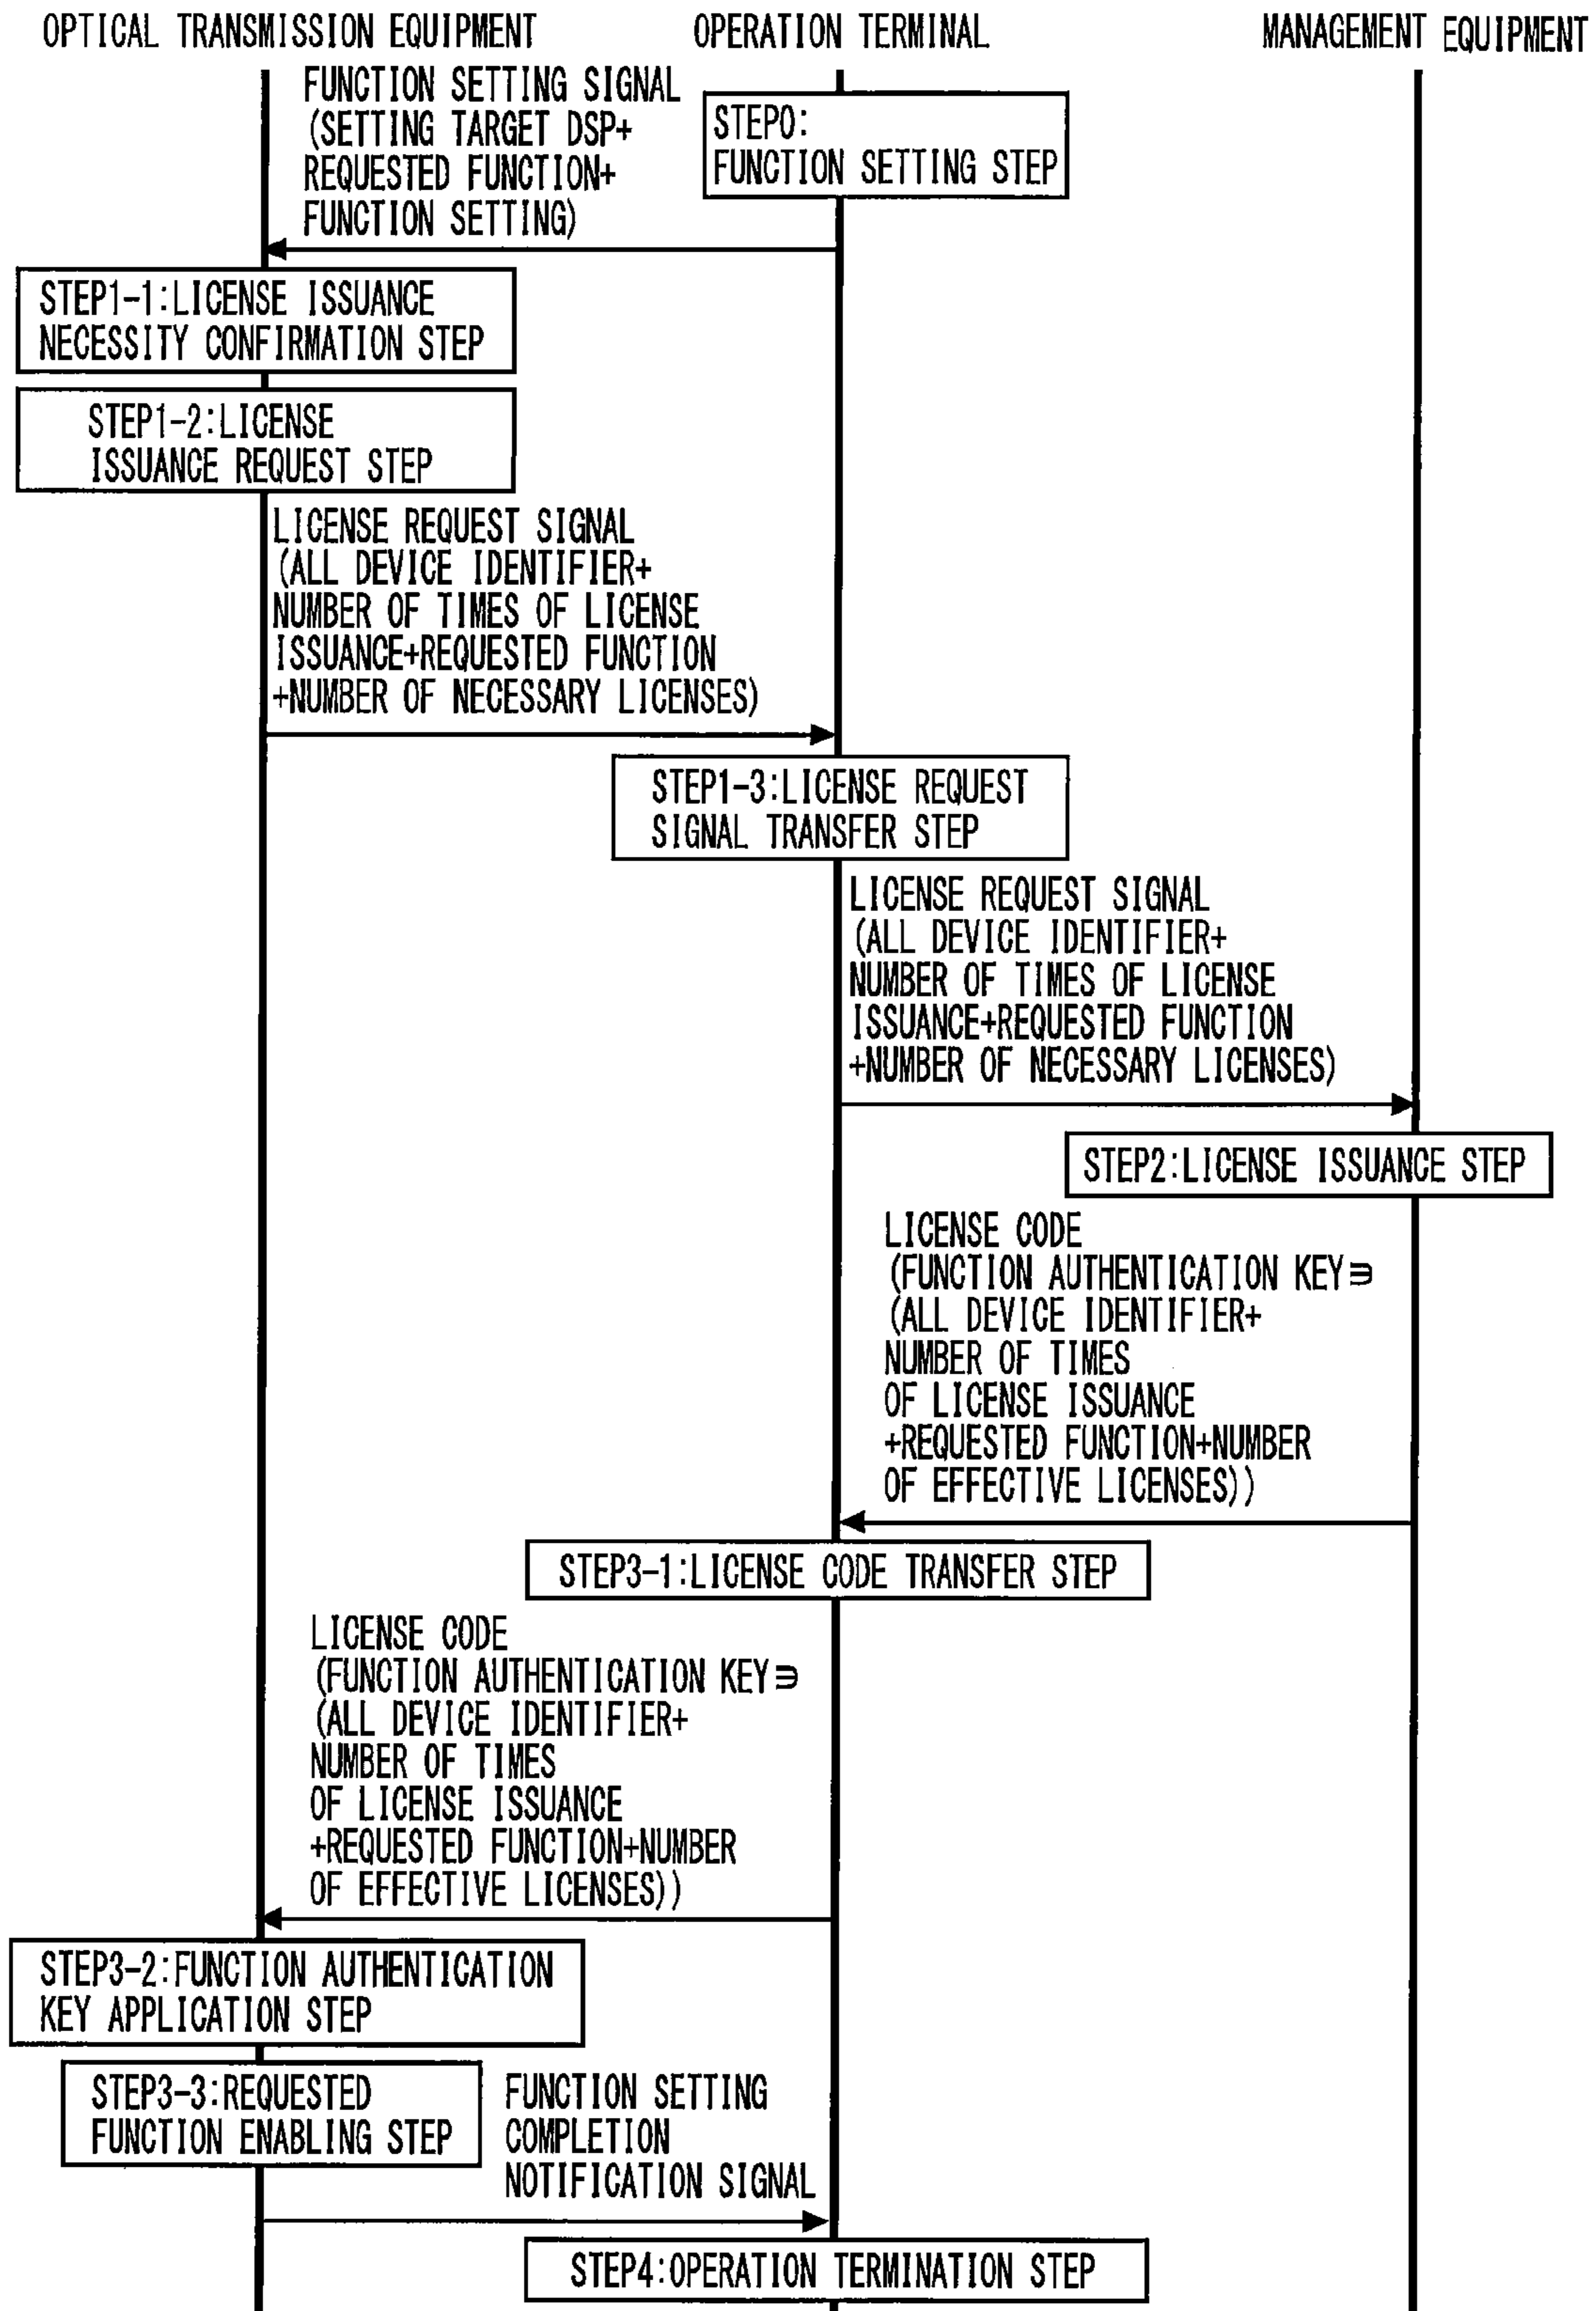 OPTICAL TRANSMISSION EQUIPMENT
OPERATION TERMINAL
MANAGEMENT EQUIPMENT
FUNCTION SETTING SIGNAL
(SETTING TARGET DSP+
REQUESTED FUNCTION+
FUNCTION SETTING)
STEP0:
FUNCTION SETTING STEP
STEP1-1:LICENSE ISSUANCE
NECESSITY CONFIRMATION STEP
STEP1-2:LICENSE
ISSUANCE REQUEST STEP
LICENSE REQUEST SIGNAL
(ALL DEVICE IDENTIFIER+
NUMBER OF TIMES OF LICENSE
ISSUANCE+REQUESTED FUNCTION
+NUMBER OF NECESSARY LICENSES)
STEP1-3:LICENSE REQUEST
SIGNAL TRANSFER STEP
LICENSE REQUEST SIGNAL
(ALL DEVICE IDENTIFIER+
NUMBER OF TIMES OF LICENSE
ISSUANCE+REQUESTED FUNCTION
+NUMBER OF NECESSARY LICENSES)
STEP2:LICENSE ISSUANCE STEP
LICENSE CODE
(FUNCTION AUTHENTICATION KEY∋
(ALL DEVICE IDENTIFIER+
NUMBER OF TIMES
OF LICENSE ISSUANCE
+REQUESTED FUNCTION+NUMBER
OF EFFECTIVE LICENSES))
STEP3-1:LICENSE CODE TRANSFER STEP
LICENSE CODE
(FUNCTION AUTHENTICATION KEY∋
(ALL DEVICE IDENTIFIER+
NUMBER OF TIMES
OF LICENSE ISSUANCE
+REQUESTED FUNCTION+NUMBER
OF EFFECTIVE LICENSES))
STEP3-2:FUNCTION AUTHENTICATION
KEY APPLICATION STEP
STEP3-3:REQUESTED
FUNCTION ENABLING STEP
FUNCTION SETTING
COMPLETION
NOTIFICATION SIGNAL
STEP4:OPERATION TERMINATION STEP